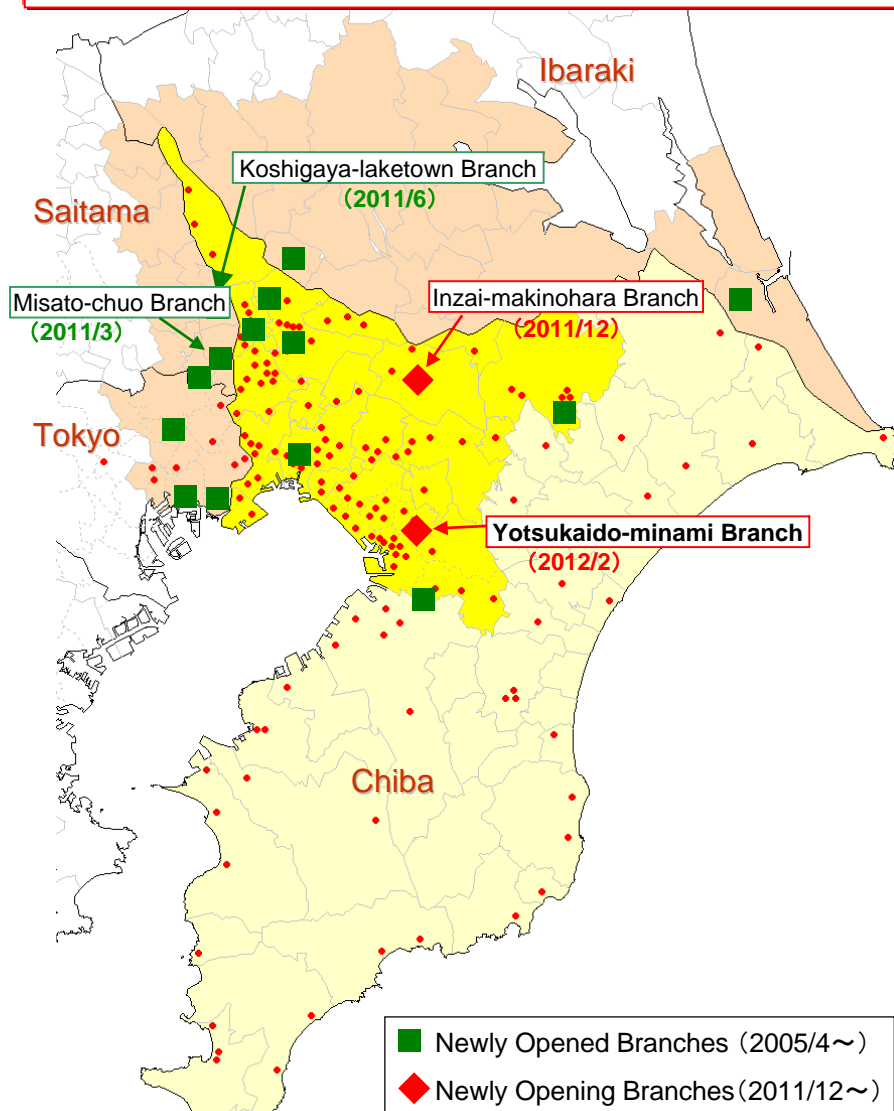 Ibaraki
Koshigaya-laketown Branch
(2011/6)
Saitama
Misato-chuo Branch
(2011/3)
Inzai-makinohara Branch
(2011/12)
Tokyo
Yotsukaido-minami Branch
(2012/2)
Chiba
Newly Opened Branches（2005/4～）
Newly Opening Branches(2011/12～)